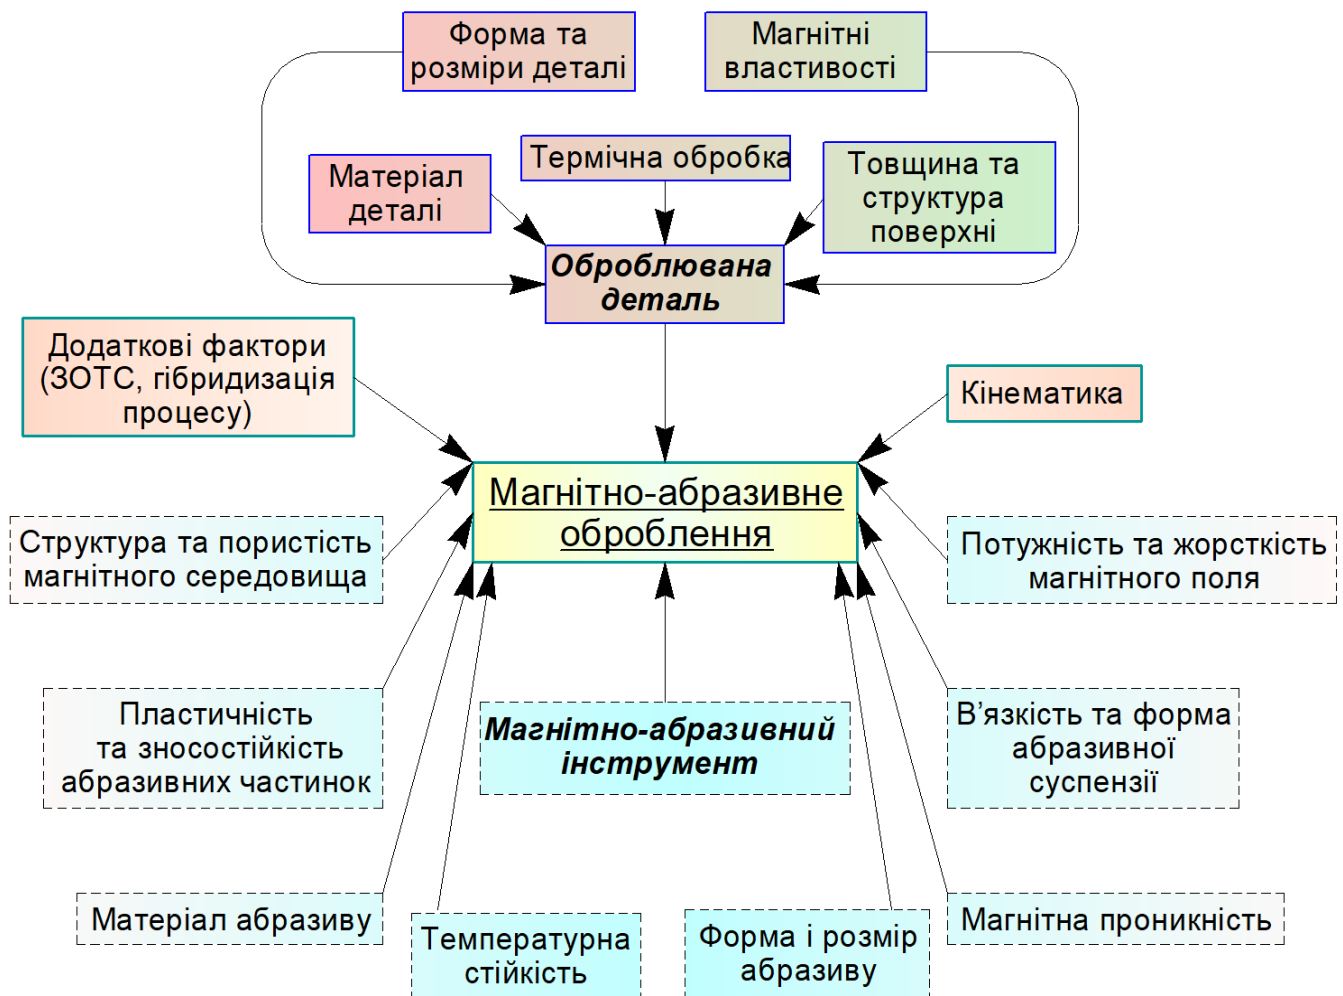 Форма та
розміри деталі
Магнітні
властивості
Матеріал
деталі
Термічна обробка
Товщина та
структура
поверхні
Оброблювана
деталь
Додаткові фактори
(ЗОТС, гібридизація
процесу)
Кінематика
Магнітно-абразивне
оброблення
Структура та пористість
магнітного середовища
Потужність та жорсткість
магнітного поля
Пластичність
та зносостійкість
абразивних частинок
Магнітно-абразивний
інструмент
В’язкість та форма
абразивної
суспензії
Матеріал абразиву
Температурна
стійкість
Форма і розмір
абразиву
Магнітна проникність